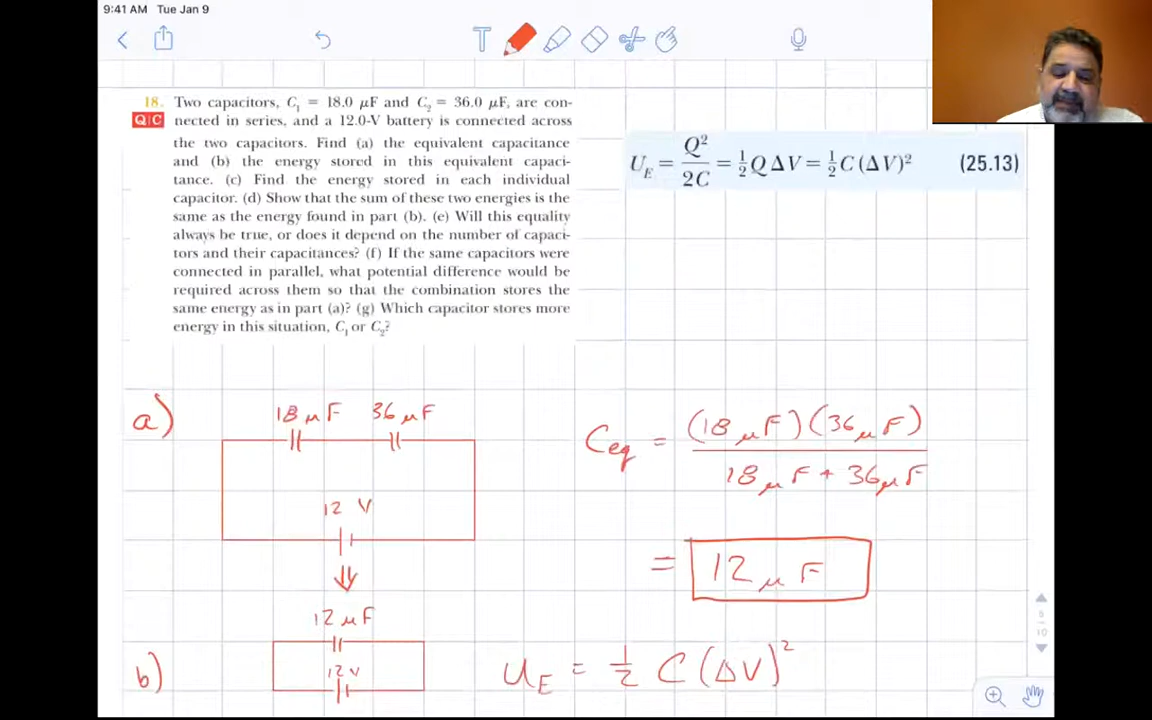 9:41 AM Tue Jan 9
T
18. Two capacitors, C₁ = 18.0 μF and C₂ = 36.0 μF, are con-
Q|C nected in series, and a 12.0-V battery is connected across
the two capacitors. Find (a) the equivalent capacitance
and (b) the energy stored in this equivalent capaci-
tance. (c) Find the energy stored in each individual
capacitor. (d) Show that the sum of these two energies is the
same as the energy found in part (b). (e) Will this equality
always be true, or does it depend on the number of capaci-
tors and their capacitances? (f) If the same capacitors were
connected in parallel, what potential difference would be
required across them so that the combination stores the
same energy as in part (a)? (g) Which capacitor stores more
energy in this situation, C₁ or C₂?
U_E = Q²/2C = ½QΔV = ½C(ΔV)² (25.13)
a)
18 μF 36 μF
12 V
C_eq = (18 μF)(36 μF) / 18 μF + 36 μF
= 12 μF
12 μF
b)
12 V
U_E = ½ C(ΔV)²
5
10